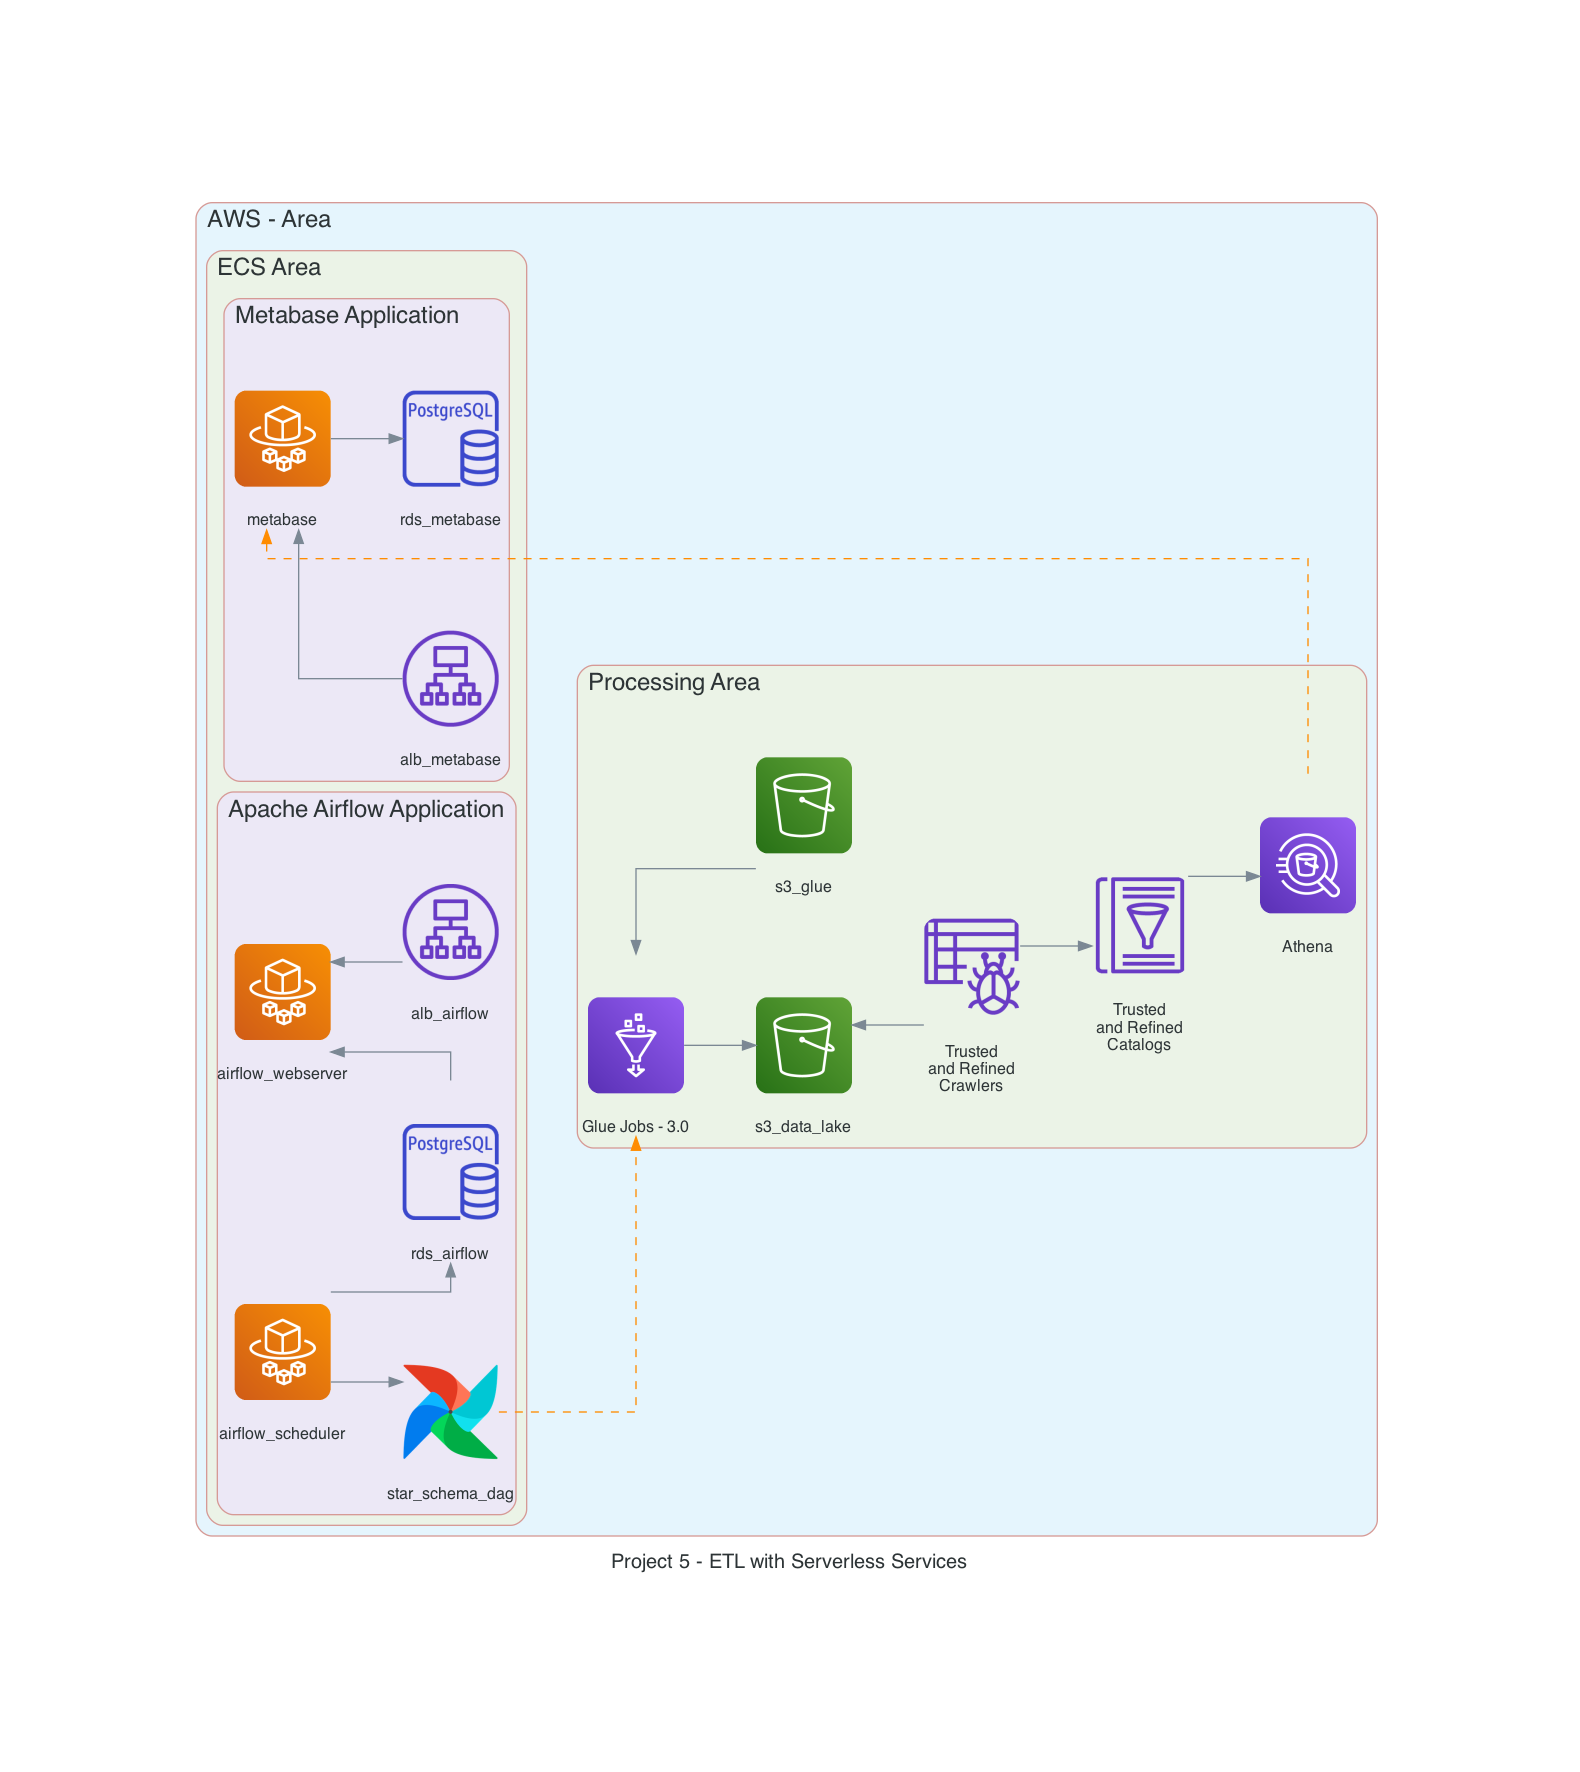 AWS - Area
ECS Area
Metabase Application
PostgreSQL
metabase
rds_metabase
alb_metabase
Apache Airflow Application
alb_airflow
airflow_webserver
PostgreSQL
rds_airflow
airflow_scheduler
star_schema_dag
Processing Area
s3_glue
Athena
Trusted
and Refined
Catalogs
Trusted
and Refined
Crawlers
Glue Jobs - 3.0
s3_data_lake
Project 5 - ETL with Serverless Services